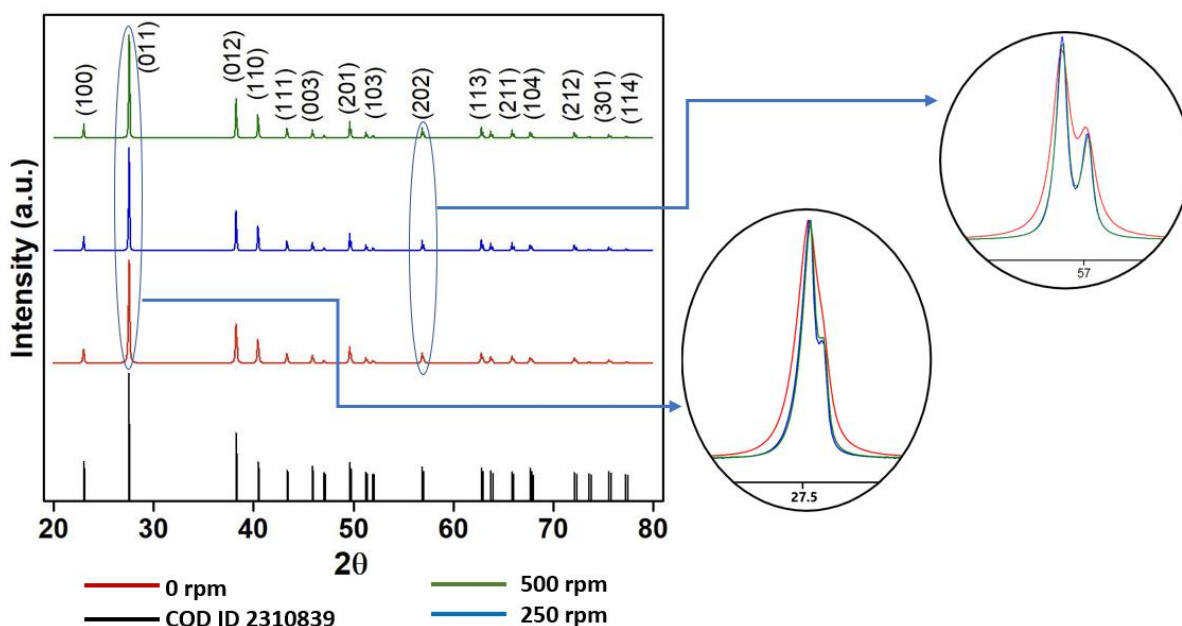 (100)
(011)
(012)
(110)
(111)
(003)
(201)
(103)
(202)
(113)
(211)
(104)
(212)
(301)
(114)
57
27.5
Intensity (a.u.)
20 30 40 50 60 70 80
2θ
0 rpm
500 rpm
COD ID 2310839
250 rpm